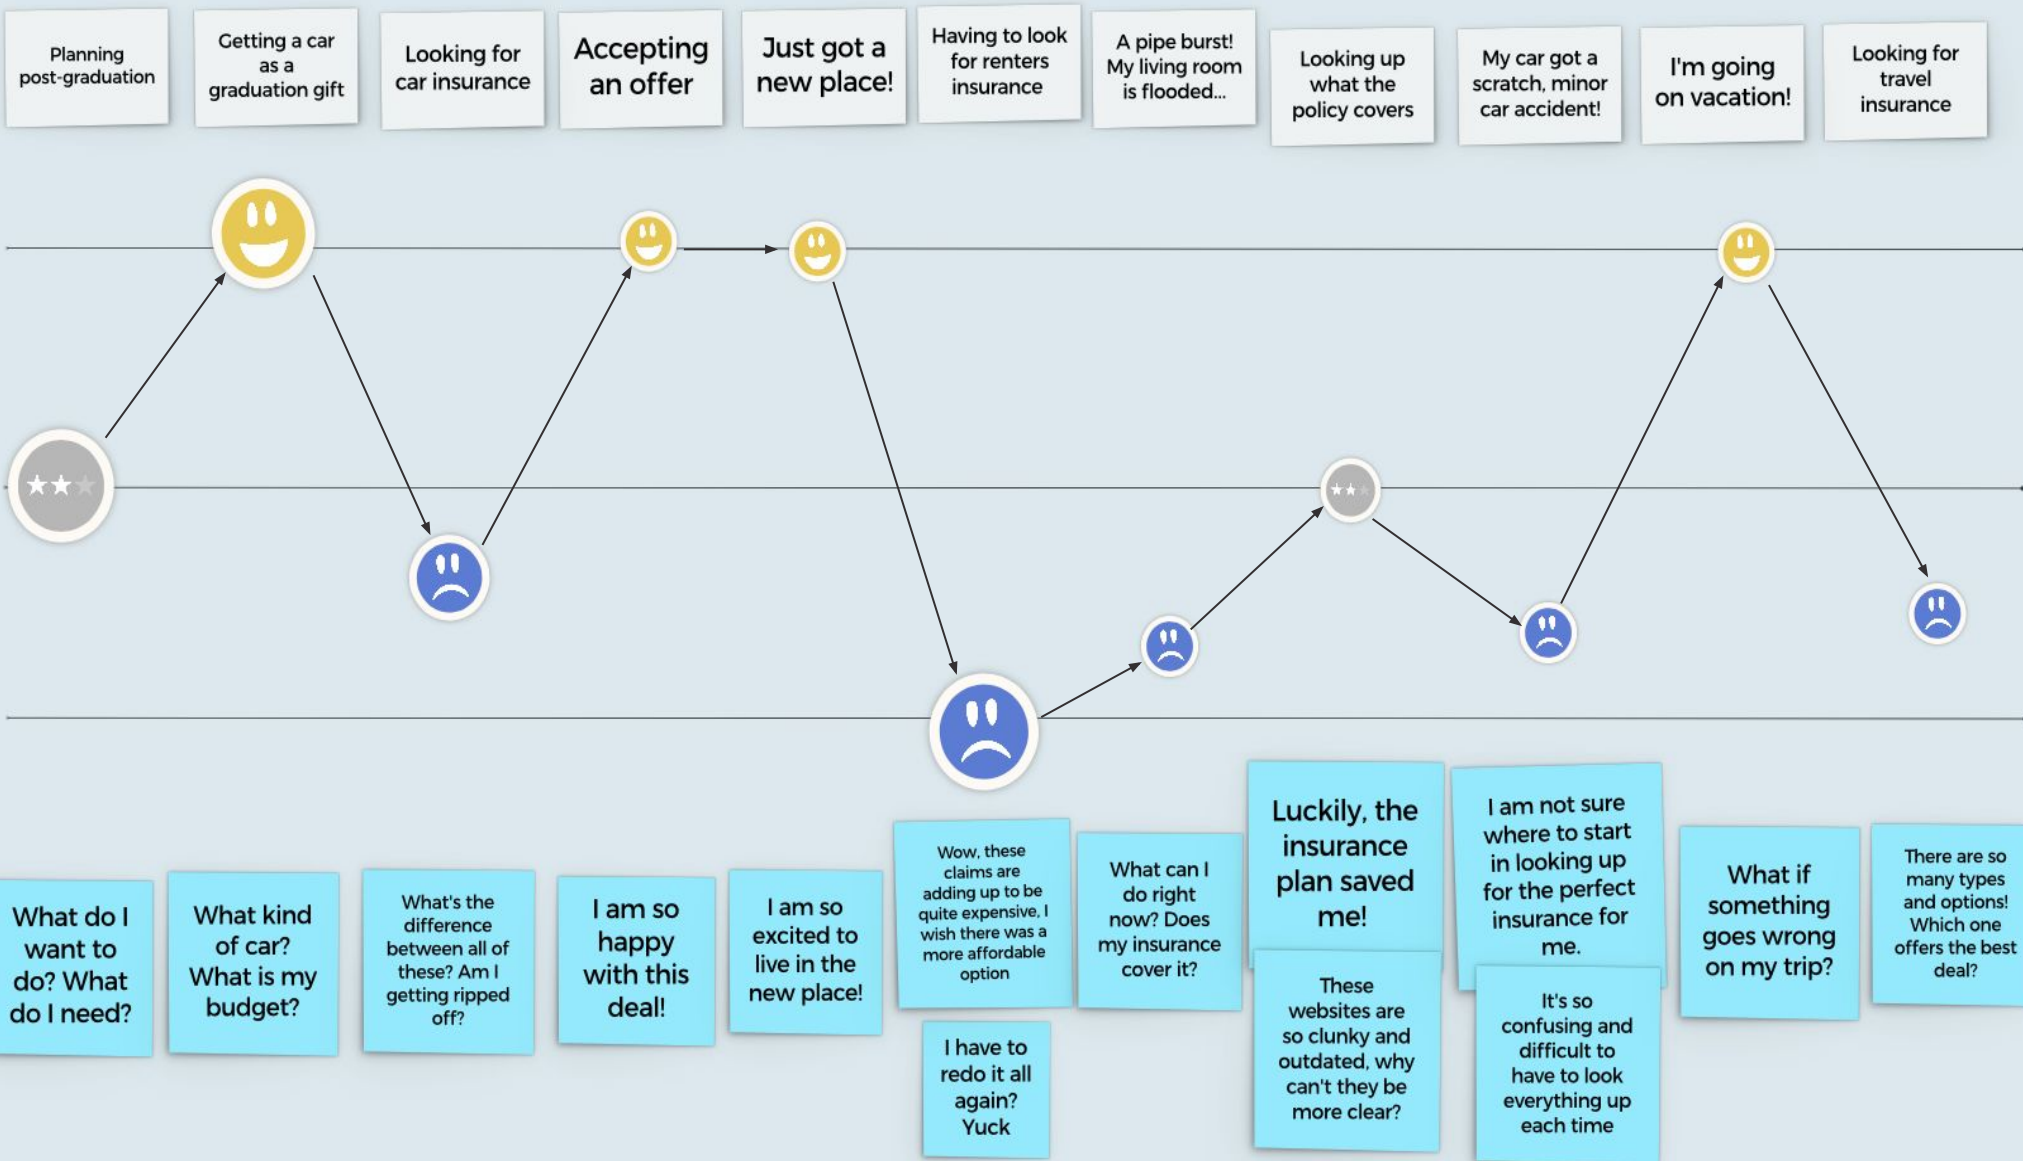 Planning
post-graduation
Getting a car
as a
graduation gift
Looking for
car insurance
Accepting
an offer
Just got a
new place!
Having to look
for renters
insurance
A pipe burst!
My living room
is flooded...
Looking up
what the
policy covers
My car got a
scratch, minor
car accident!
I'm going
on vacation!
Looking for
travel
insurance
What do I
want to
do? What
do I need?
What kind
of car?
What is my
budget?
What's the
difference
between all of
these? Am I
getting ripped
off?
I am so
happy
with this
deal!
I am so
excited to
live in the
new place!
Wow, these
claims are
adding up to be
quite expensive, I
wish there was a
more affordable
option
I have to
redo it all
again?
Yuck
What can I
do right
now? Does
my insurance
cover it?
Luckily, the
insurance
plan saved
me!
These
websites are
so clunky and
outdated, why
can't they be
more clear?
I am not sure
where to start
in looking up
for the perfect
insurance for
me.
It's so
confusing and
difficult to
have to look
everything up
each time
What if
something
goes wrong
on my trip?
There are so
many types
and options!
Which one
offers the best
deal?